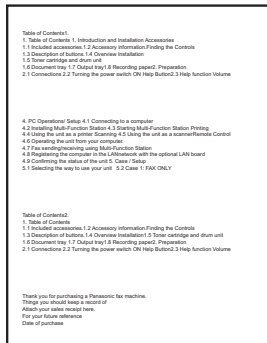 Table of Contents1.
1. Table of Contents 1. Introduction and Installation Accessories
1.1 Included accessories.1.2 Accessory information.Finding the Controls
1.3 Description of buttons.1.4 Overview Installation
1.5 Toner cartridge and drum unit
1.6 Document tray 1.7 Output tray1.8 Recording paper2. Preparation
2.1 Connections 2.2 Turning the power switch ON Help Button2.3 Help function Volume
4. PC Operations/ Setup 4.1 Connecting to a computer
4.2 Installing Multi-Function Station 4.3 Starting Multi-Function Station Printing
4.4 Using the unit as a printer Scanning 4.5 Using the unit as a scannerRemote Control
4.6 Operating the unit from your computer.
4.7 Fax sending/receiving using Multi-Function Station
4.8 Registering the computer in the LANnetwork with the optional LAN board
4.9 Confirming the status of the unit 5. Case / Setup
5.1 Selecting the way to use your unit 5.2 Case 1: FAX ONLY
Table of Contents2.
1. Table of Contents
1.1 Included accessories.1.2 Accessory information.Finding the Controls
1.3 Description of buttons.1.4 Overview Installation1.5 Toner cartridge and drum unit
1.6 Document tray 1.7 Output tray1.8 Recording paper2. Preparation
2.1 Connections 2.2 Turning the power switch ON Help Button2.3 Help function Volume
Thank you for purchasing a Panasonic fax machine.
Things you should keep a record of
Attach your sales receipt here.
For your future reference
Date of purchase